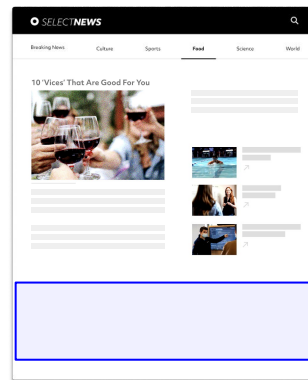 SELECTNEWS
Breaking News Culture Sports Food Science World
10 'Vices' That Are Good For You